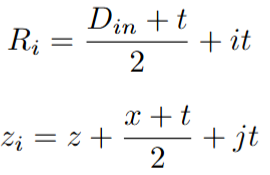 R_i = \frac{D_{in} + t}{2} + it
z_i = z + \frac{x + t}{2} + jt